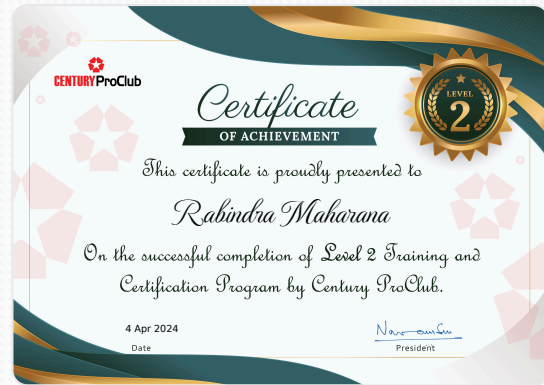 CENTURY ProClub
LEVEL
2
Certificate
OF ACHIEVEMENT
This certificate is proudly presented to
Rabindra Maharana
On the successful completion of Level 2 Training and
Certification Program by Century ProClub.
4 Apr 2024
Date
President